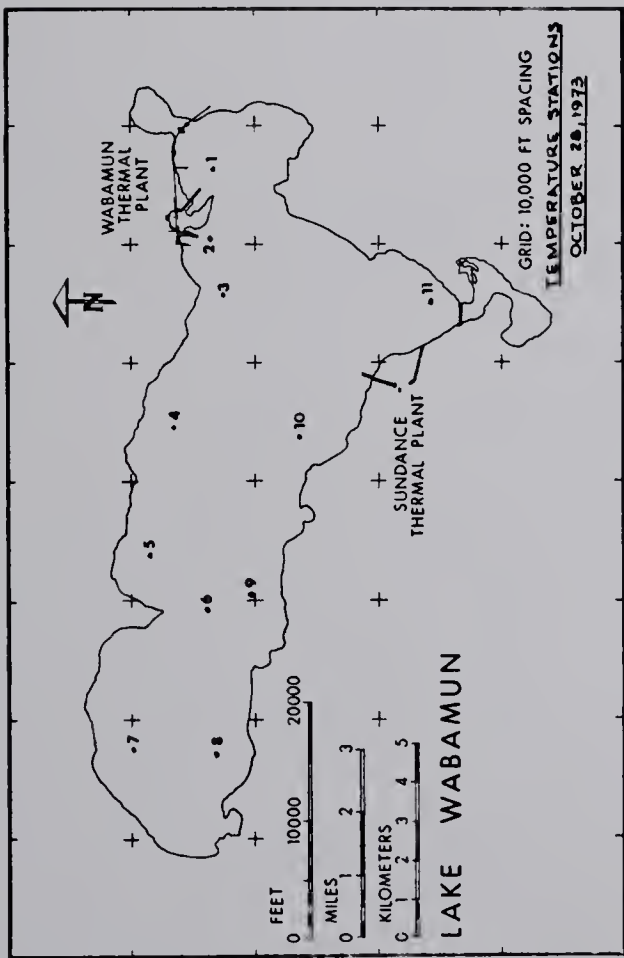 WABAMUN
THERMAL
PLANT
N
1
2
3
4
5
6
7
8
9
10
11
SUNDANCE
THERMAL PLANT
FEET
0 10000 20000
MILES
0 1 2 3
KILOMETERS
0 1 2 3 4 5
LAKE WABAMUN
GRID: 10,000 FT SPACING
TEMPERATURE STATIONS
OCTOBER 28, 1973